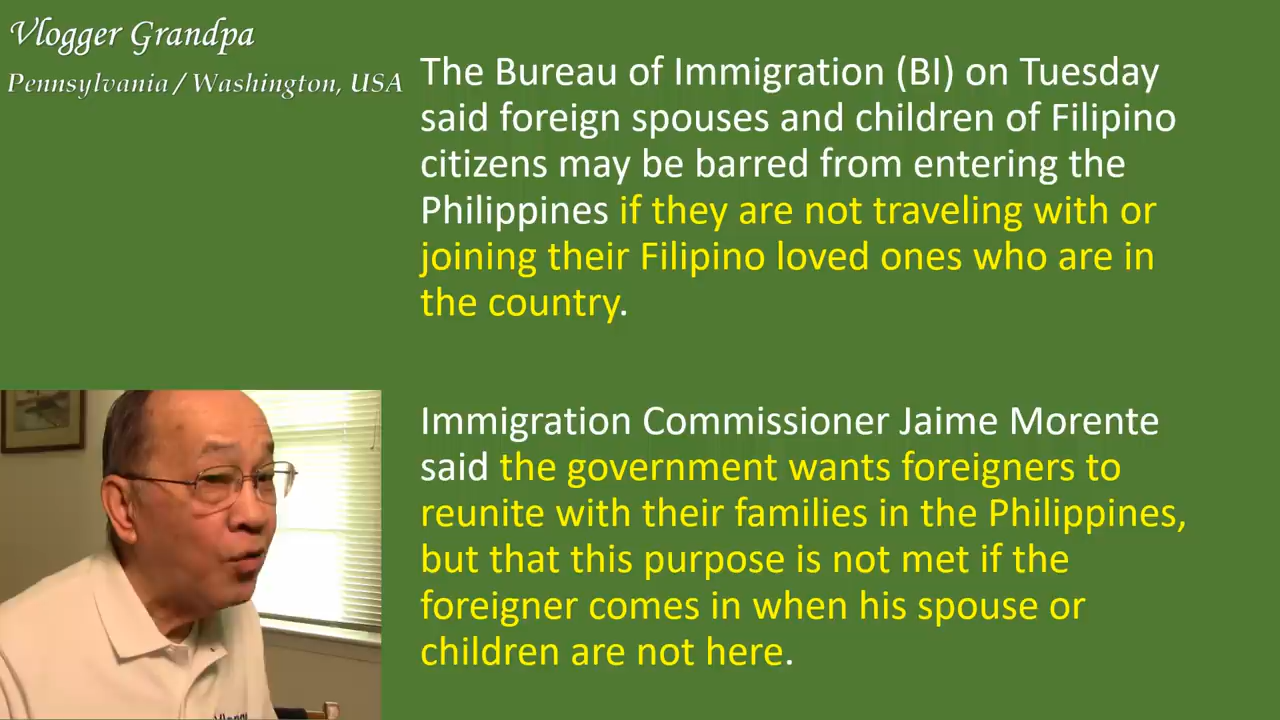 Vlogger Grandpa
Pennsylvania / Washington, USA
The Bureau of Immigration (BI) on Tuesday
said foreign spouses and children of Filipino
citizens may be barred from entering the
Philippines if they are not traveling with or
joining their Filipino loved ones who are in
the country.
Immigration Commissioner Jaime Morente
said the government wants foreigners to
reunite with their families in the Philippines,
but that this purpose is not met if the
foreigner comes in when his spouse or
children are not here.